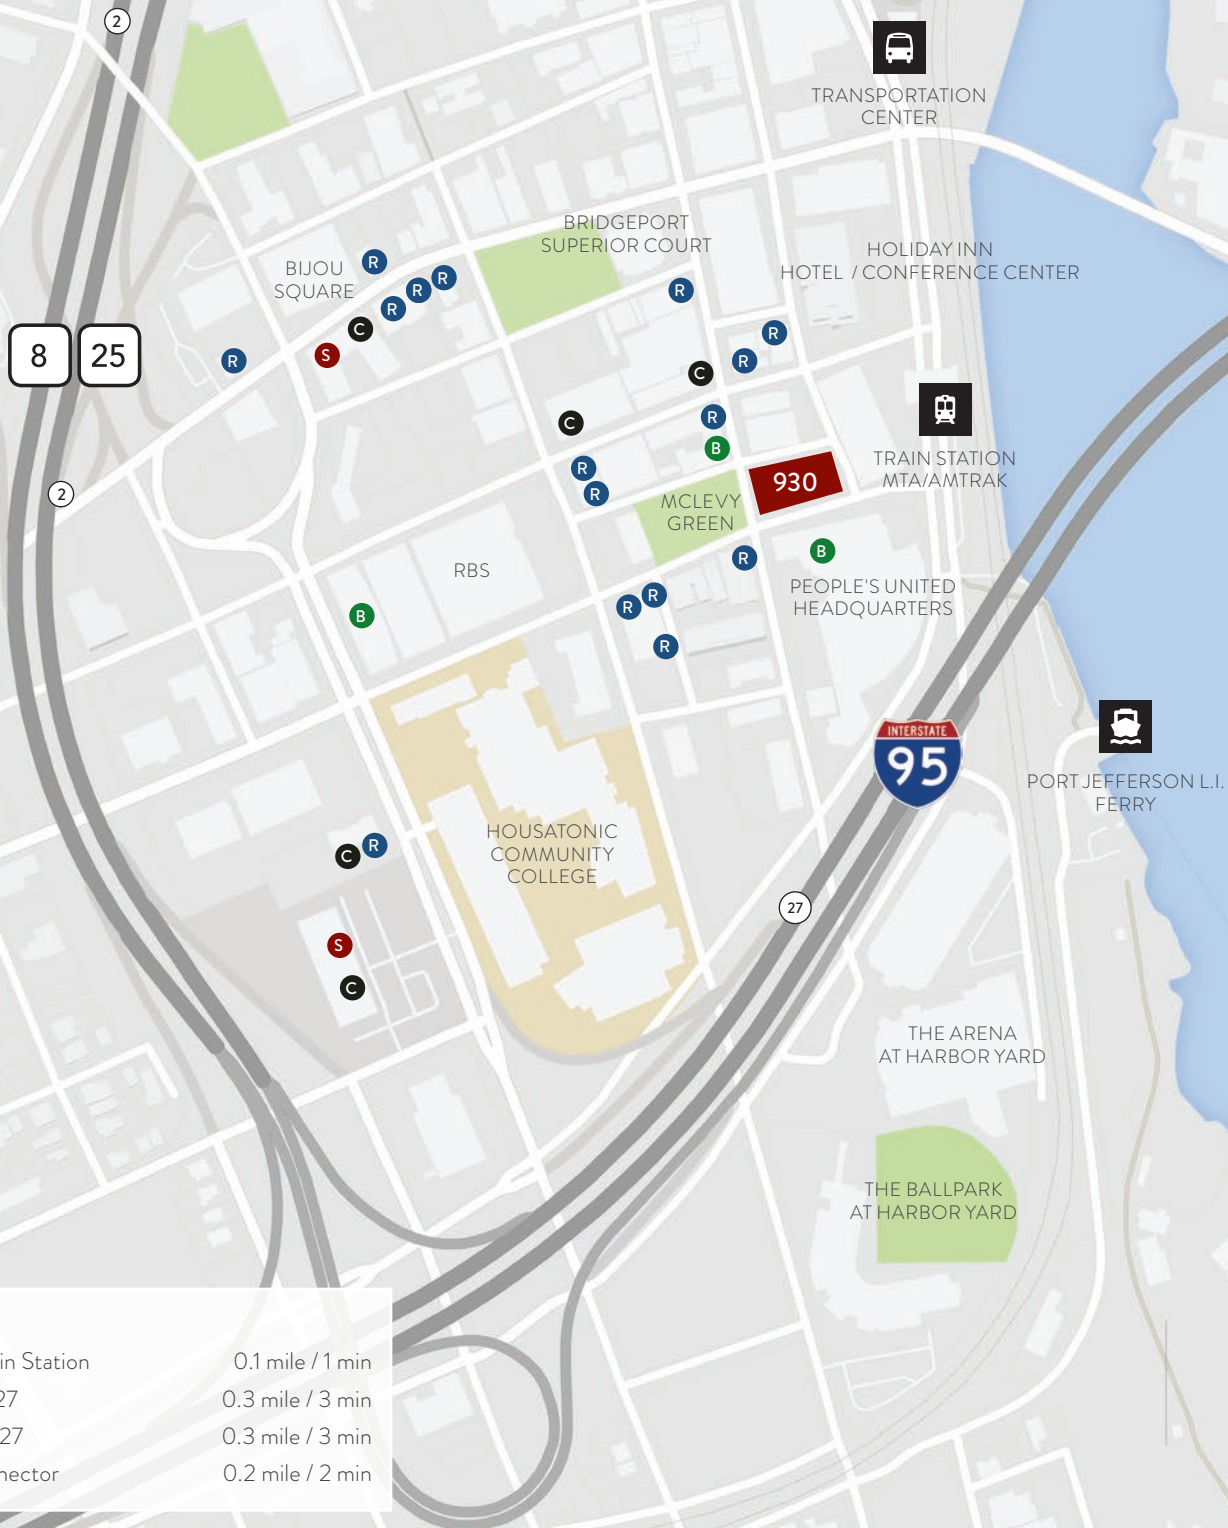 2
TRANSPORTATION
CENTER
BRIDGEPORT
SUPERIOR COURT
HOLIDAY INN
HOTEL / CONFERENCE CENTER
BIJOU
SQUARE
R
R
R
R
R
C
S
R
8
25
R
R
C
R
C
B
R
R
930
TRAIN STATION
MTA/AMTRAK
2
MCLEVY
GREEN
R
B
RBS
PEOPLE'S UNITED
HEADQUARTERS
R
R
B
R
INTERSTATE
95
PORT JEFFERSON L.I.
FERRY
HOUSATONIC
COMMUNITY
COLLEGE
C
R
27
S
C
THE ARENA
AT HARBOR YARD
THE BALLPARK
AT HARBOR YARD
in Station 0.1 mile / 1 min
27 0.3 mile / 3 min
27 0.3 mile / 3 min
nector 0.2 mile / 2 min